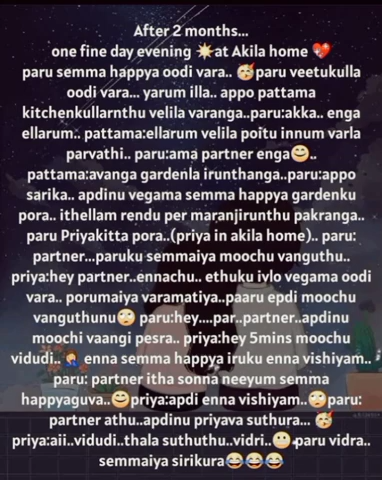 After 2 months...
one fine day evening 💥at Akila home 💖
paru semma happya oodi vara.. 🥳paru veetukulla
oodi vara... yarum illa.. appo pattama
kitchenkullarnthu velila varanga..paru:akka.. enga
ellarum.. pattama:ellarum velila poitu innum varla
parvathi.. paru:ama partner enga😄..
pattama:avanga gardenla irunthanga..paru:appo
sarika.. apdinu vegama semma happya gardenku
pora.. ithellam rendu per maranjirunthu pakranga..
paru Priyakitta pora..(priya in akila home).. paru:
partner...paruku semmaiya moochu vanguthu..
priya:hey partner..ennachu.. ethuku ivlo vegama oodi
vara.. porumaiya varamatiya..paaru epdi moochu
vanguthunu🙄 paru:hey....par..partner..apdinu
moochi vaangi pesra.. priya:hey 5mins moochu
vidudi..🤦 enna semma happya iruku enna vishiyam..
paru: partner itha sonna neeyum semma
happyaguva..😄priya:apdi enna vishiyam..🙄paru:
partner athu..apdinu priyava suthura... 🥳
priya:aii..vidudi..thala suthuthu..vidri..😬paru vidra..
semmaiya sirikura😂😂😂